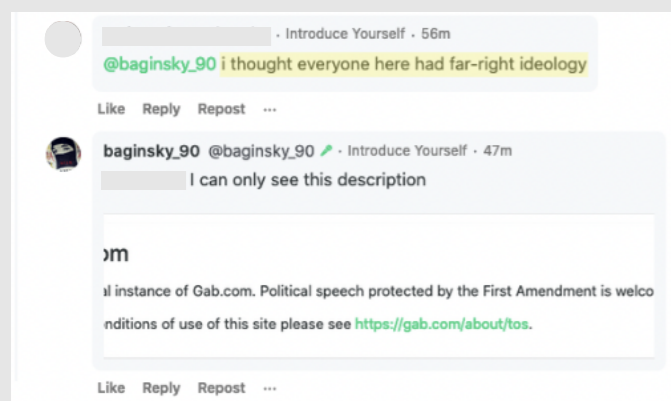 · Introduce Yourself · 56m
@baginsky_90 i thought everyone here had far-right ideology
Like Reply Repost ...
baginsky_90 @baginsky_90 · Introduce Yourself · 47m
I can only see this description
om
al instance of Gab.com. Political speech protected by the First Amendment is welco
nditions of use of this site please see https://gab.com/about/tos.
Like Reply Repost ...